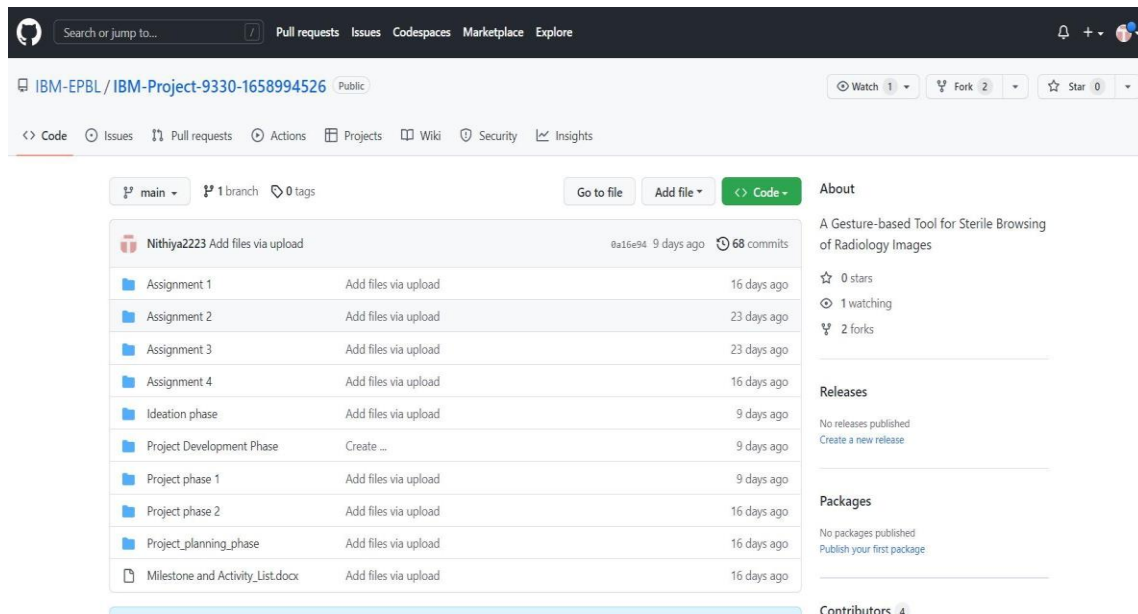 Search or jump to... / Pull requests Issues Codespaces Marketplace Explore
IBM-EPBL / IBM-Project-9330-1658994526 Public
Watch 1 Fork 2 Star 0
Code Issues Pull requests Actions Projects Wiki Security Insights
main 1 branch 0 tags Go to file Add file Code
Nithiya2223 Add files via upload 0a16e94 9 days ago 68 commits
Assignment 1 Add files via upload 16 days ago
Assignment 2 Add files via upload 23 days ago
Assignment 3 Add files via upload 23 days ago
Assignment 4 Add files via upload 16 days ago
Ideation phase Add files via upload 9 days ago
Project Development Phase Create ... 9 days ago
Project phase 1 Add files via upload 9 days ago
Project phase 2 Add files via upload 16 days ago
Project_planning_phase Add files via upload 16 days ago
Milestone and Activity_List.docx Add files via upload 16 days ago
About
A Gesture-based Tool for Sterile Browsing
of Radiology Images
0 stars
1 watching
2 forks
Releases
No releases published
Create a new release
Packages
No packages published
Publish your first package
Contributors 4